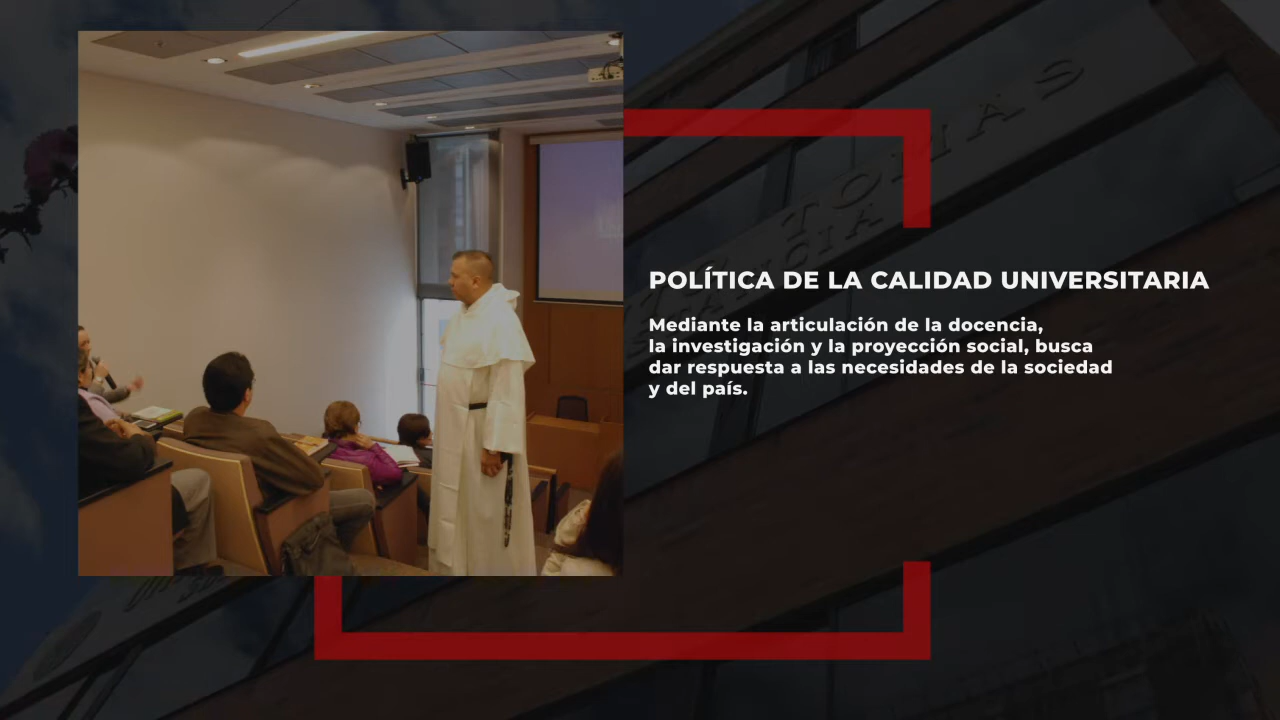 POLÍTICA DE LA CALIDAD UNIVERSITARIA
Mediante la articulación de la docencia,
la investigación y la proyección social, busca
dar respuesta a las necesidades de la sociedad
y del país.